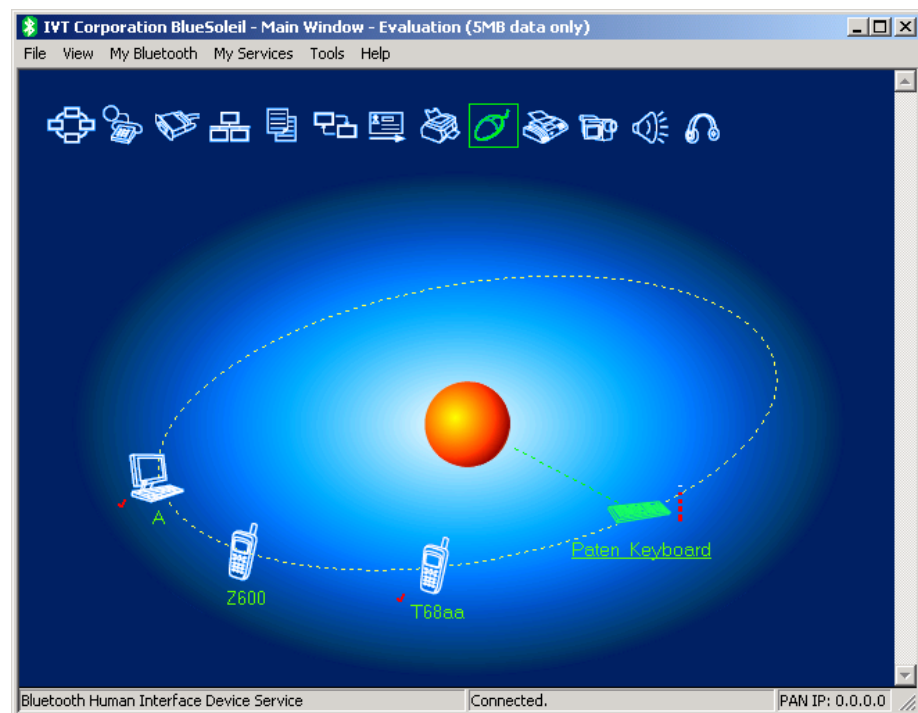 IVT Corporation BlueSoleil - Main Window - Evaluation (5MB data only)
File View My Bluetooth My Services Tools Help
A
Z600
T68aa
Paten Keyboard
Bluetooth Human Interface Device Service
Connected.
PAN IP: 0.0.0.0